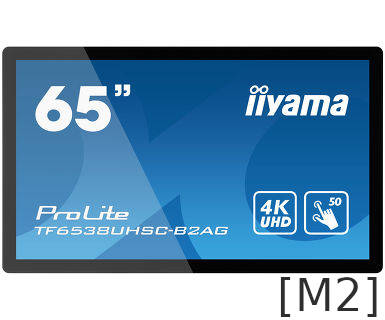 65”
iiyama
ProLite
TF6538UHSC-B2AG
4K
UHD
50
[M2]